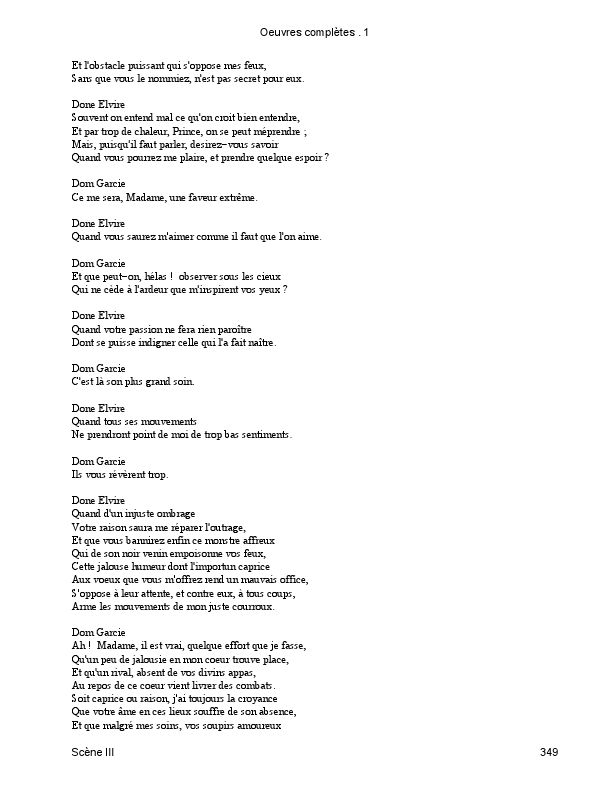 Oeuvres complètes . 1
Et l'obstacle puissant qui s'oppose mes feux,
Sans que vous le nommiez, n'est pas secret pour eux.
Done Elvire
Souvent on entend mal ce qu'on croit bien entendre,
Et par trop de chaleur, Prince, on se peut méprendre ;
Mais, puisqu'il faut parler, desirez−vous savoir
Quand vous pourrez me plaire, et prendre quelque espoir ?
Dom Garcie
Ce me sera, Madame, une faveur extrême.
Done Elvire
Quand vous saurez m'aimer comme il faut que l'on aime.
Dom Garcie
Et que peut−on, hélas ! observer sous les cieux
Qui ne cède à l'ardeur que m'inspirent vos yeux ?
Done Elvire
Quand votre passion ne fera rien paroître
Dont se puisse indigner celle qui l'a fait naître.
Dom Garcie
C'est là son plus grand soin.
Done Elvire
Quand tous ses mouvements
Ne prendront point de moi de trop bas sentiments.
Dom Garcie
Ils vous révèrent trop.
Done Elvire
Quand d'un injuste ombrage
Votre raison saura me réparer l'outrage,
Et que vous bannirez enfin ce monstre affreux
Qui de son noir venin empoisonne vos feux,
Cette jalouse humeur dont l'importun caprice
Aux voeux que vous m'offrez rend un mauvais office,
S'oppose à leur attente, et contre eux, à tous coups,
Arme les mouvements de mon juste courroux.
Dom Garcie
Ah ! Madame, il est vrai, quelque effort que je fasse,
Qu'un peu de jalousie en mon coeur trouve place,
Et qu'un rival, absent de vos divins appas,
Au repos de ce coeur vient livrer des combats.
Soit caprice ou raison, j'ai toujours la croyance
Que votre âme en ces lieux souffre de son absence,
Et que malgré mes soins, vos soupirs amoureux
Scène III 349